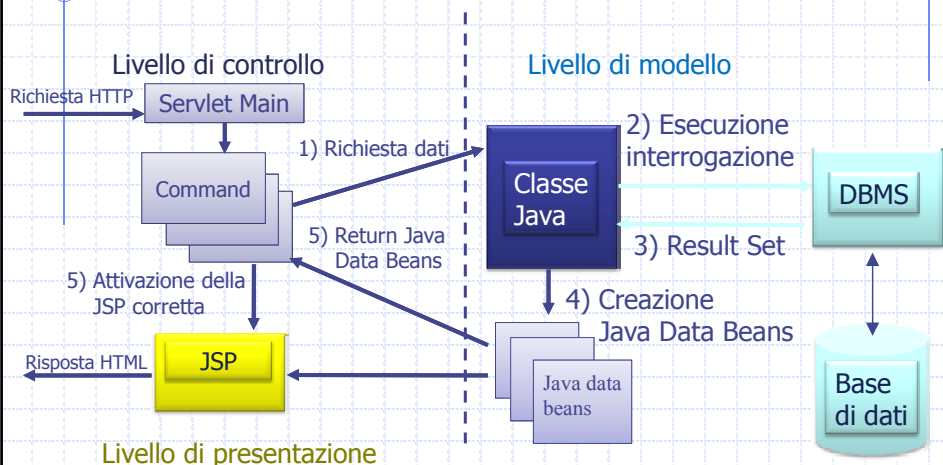 Livello di controllo
Livello di modello
Richiesta HTTP
Servlet Main
1) Richiesta dati
2) Esecuzione
interrogazione
Command
Classe
Java
DBMS
3) Result Set
5) Return Java
Data Beans
5) Attivazione della
JSP corretta
4) Creazione
Java Data Beans
Risposta HTML
JSP
Java data
beans
Base
di dati
Livello di presentazione